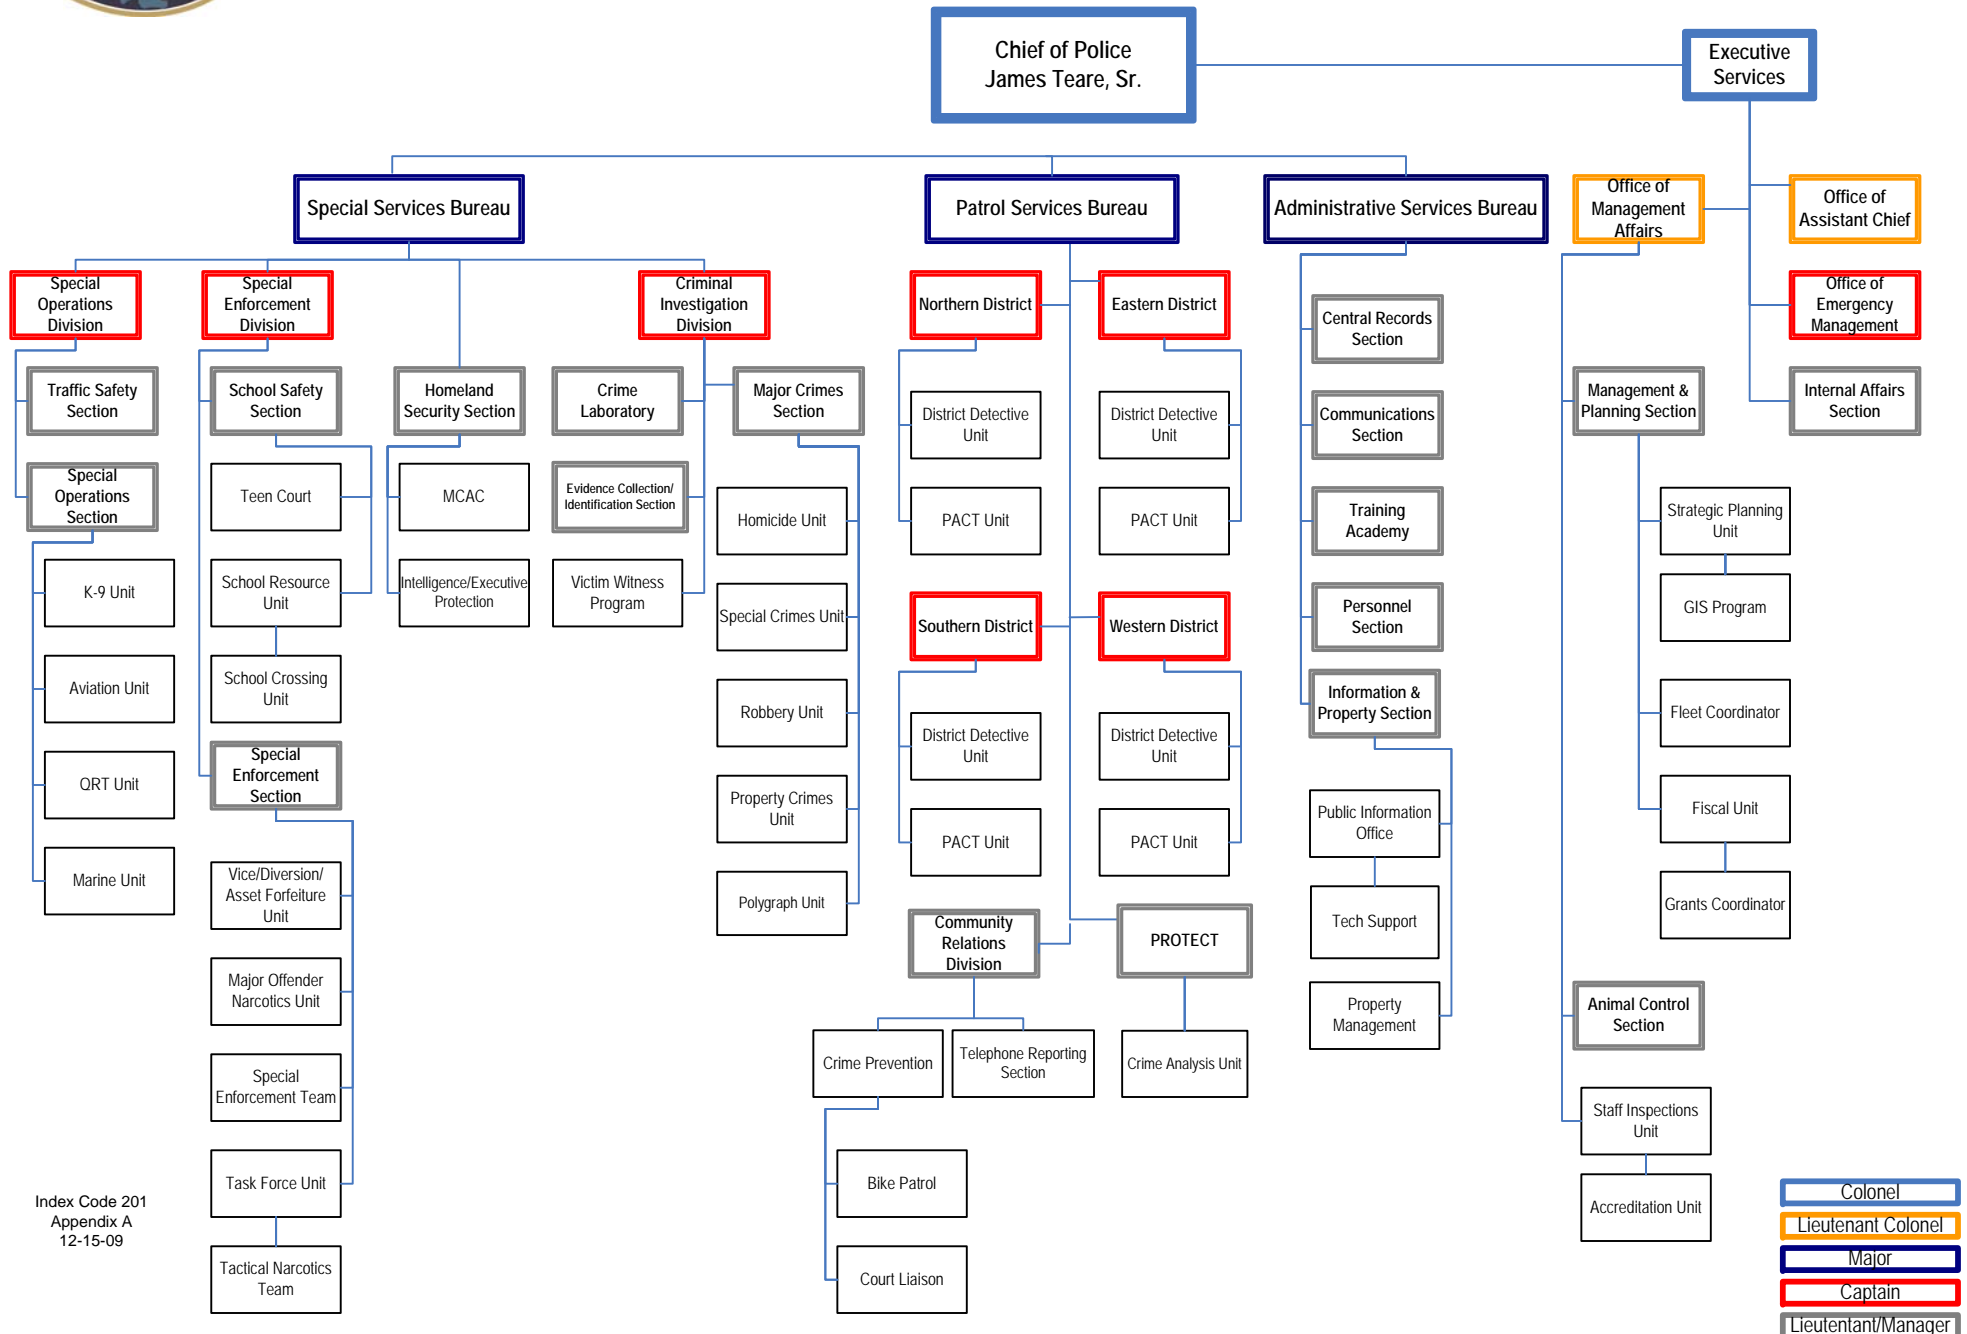 Chief of Police
James Teare, Sr.
Executive
Services
Special Services Bureau
Patrol Services Bureau
Administrative Services Bureau
Office of
Management
Affairs
Office of
Assistant Chief
Special
Operations
Division
Special
Enforcement
Division
Criminal
Investigation
Division
Northern District
Eastern District
Central Records
Section
Office of
Emergency
Management
Traffic Safety
Section
School Safety
Section
Homeland
Security Section
Crime
Laboratory
Major Crimes
Section
District Detective
Unit
District Detective
Unit
Communications
Section
Management &
Planning Section
Internal Affairs
Section
Special
Operations
Section
Teen Court
MCAC
Evidence Collection/
Identification Section
Homicide Unit
PACT Unit
PACT Unit
Training
Academy
Strategic Planning
Unit
K-9 Unit
School Resource
Unit
Intelligence/Executive
Protection
Victim Witness
Program
Special Crimes Unit
Southern District
Western District
Personnel
Section
GIS Program
Aviation Unit
School Crossing
Unit
Robbery Unit
District Detective
Unit
District Detective
Unit
Information &
Property Section
Fleet Coordinator
QRT Unit
Special
Enforcement
Section
Property Crimes
Unit
PACT Unit
PACT Unit
Public Information
Office
Fiscal Unit
Marine Unit
Vice/Diversion/
Asset Forfeiture
Unit
Polygraph Unit
Community
Relations
Division
PROTECT
Tech Support
Grants Coordinator
Major Offender
Narcotics Unit
Property
Management
Animal Control
Section
Special
Enforcement Team
Crime Prevention
Telephone Reporting
Section
Crime Analysis Unit
Staff Inspections
Unit
Task Force Unit
Bike Patrol
Accreditation Unit
Tactical Narcotics
Team
Court Liaison
Index Code 201
Appendix A
12-15-09
Colonel
Lieutenant Colonel
Major
Captain
Lieutentant/Manager